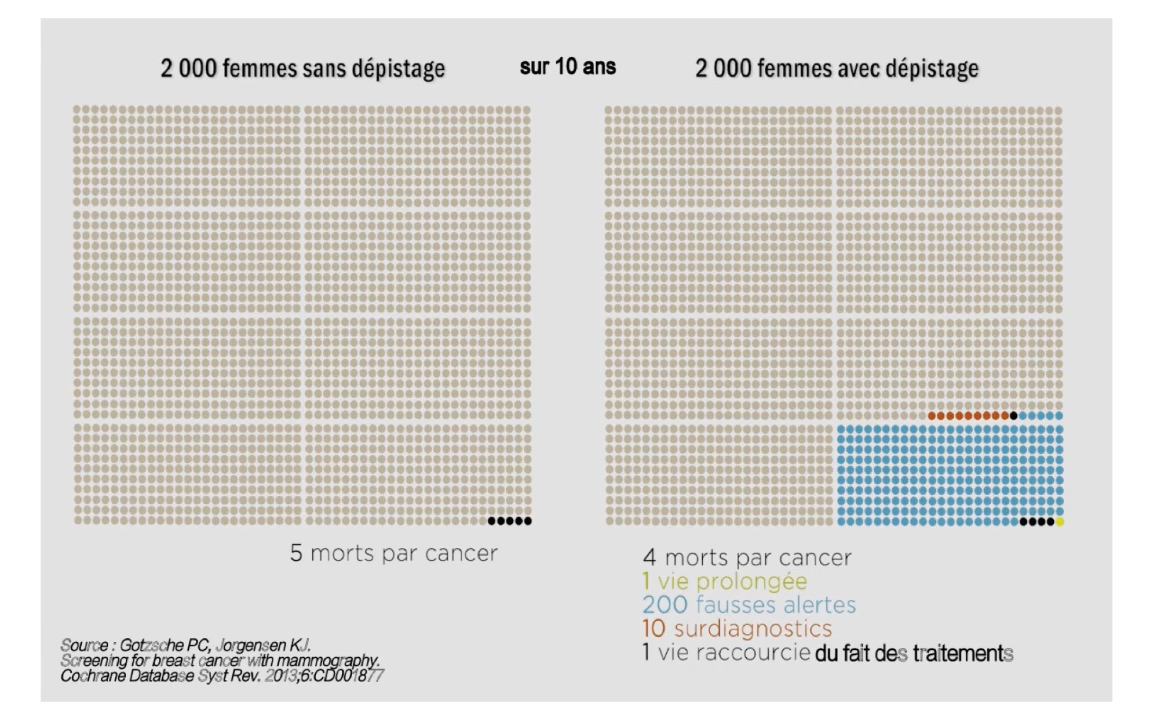 2 000 femmes sans dépistage
sur 10 ans
2 000 femmes avec dépistage
5 morts par cancer
4 morts par cancer
1 vie prolongée
200 fausses alertes
10 surdiagnostics
1 vie raccourcie du fait des traitements
Source : Gotzsche PC, Jorgensen KJ.
Screening for breast cancer with mammography.
Cochrane Database Syst Rev. 2013;6:CD001877